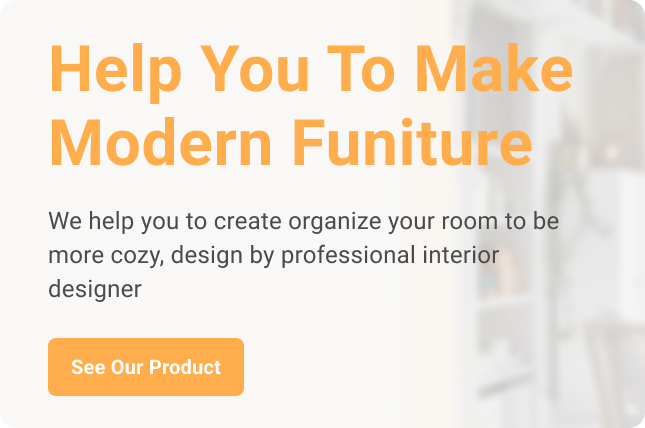 Help You To Make
Modern Funiture
We help you to create organize your room to be
more cozy, design by professional interior
designer
See Our Product